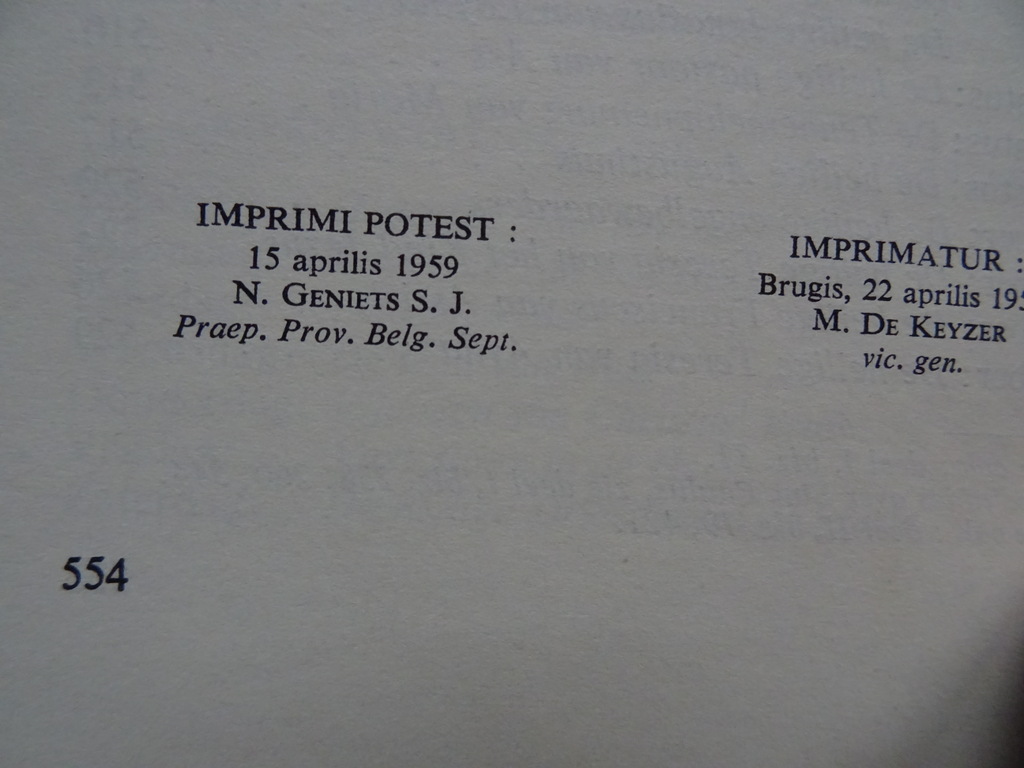 IMPRIMI POTEST :
15 aprilis 1959
N. GENIETS S. J.
Praep. Prov. Belg. Sept.
IMPRIMATUR :
Brugis, 22 aprilis
M. DE KEYZER
vic. gen.
554